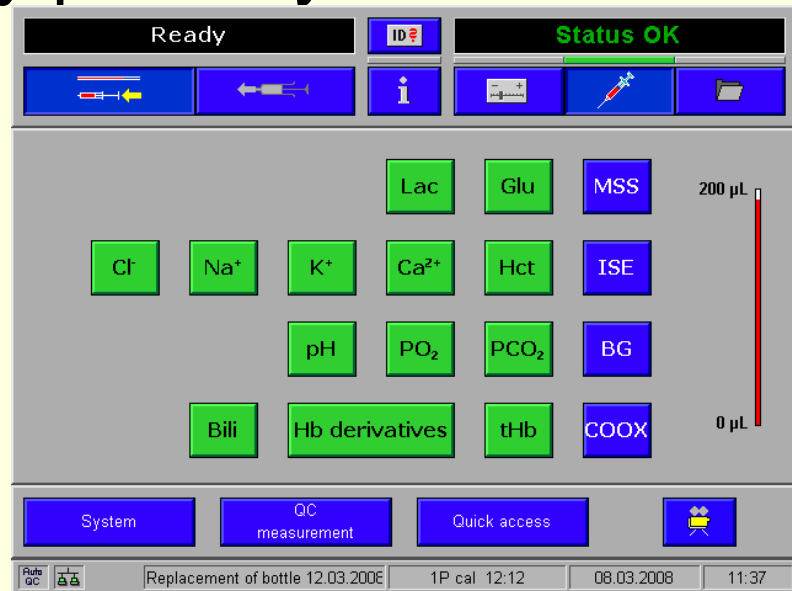 Ready
ID?
Status OK
i
- +
Lac Glu MSS
200 µL
Cl- Na+ K+ Ca2+ Hct ISE
pH PO2 PCO2 BG
Bili Hb derivatives tHb COOX
0 µL
System
QC
measurement
Quick access
Auto
QC
Replacement of bottle 12.03.2008
1P cal 12:12
08.03.2008
11:37